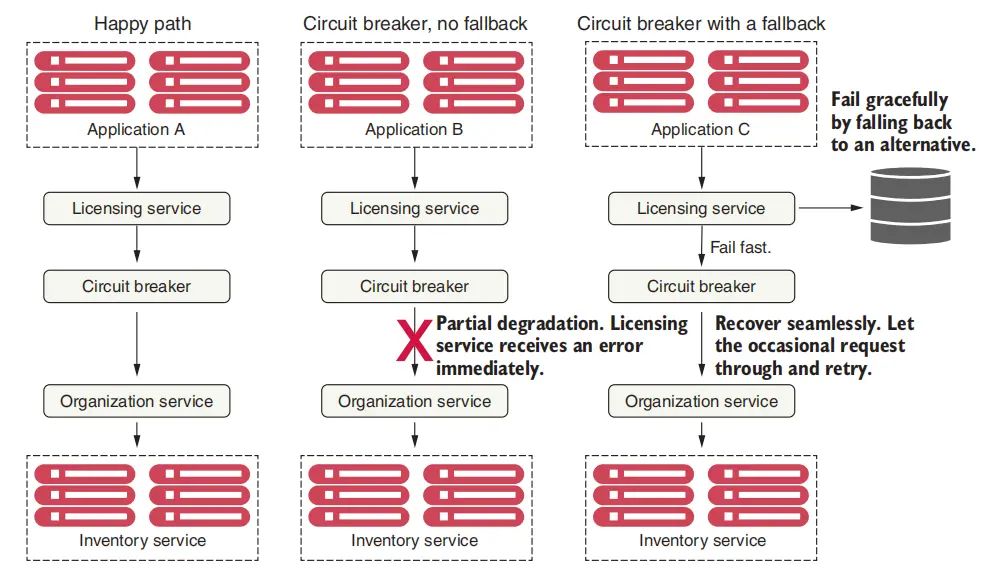 Happy path
Circuit breaker, no fallback
Circuit breaker with a fallback
Application A
Application B
Application C
Fail gracefully
by falling back
to an alternative.
Licensing service
Licensing service
Licensing service
Fail fast.
Circuit breaker
Circuit breaker
Circuit breaker
X
Partial degradation. Licensing
service receives an error
immediately.
Recover seamlessly. Let
the occasional request
through and retry.
Organization service
Organization service
Organization service
Inventory service
Inventory service
Inventory service